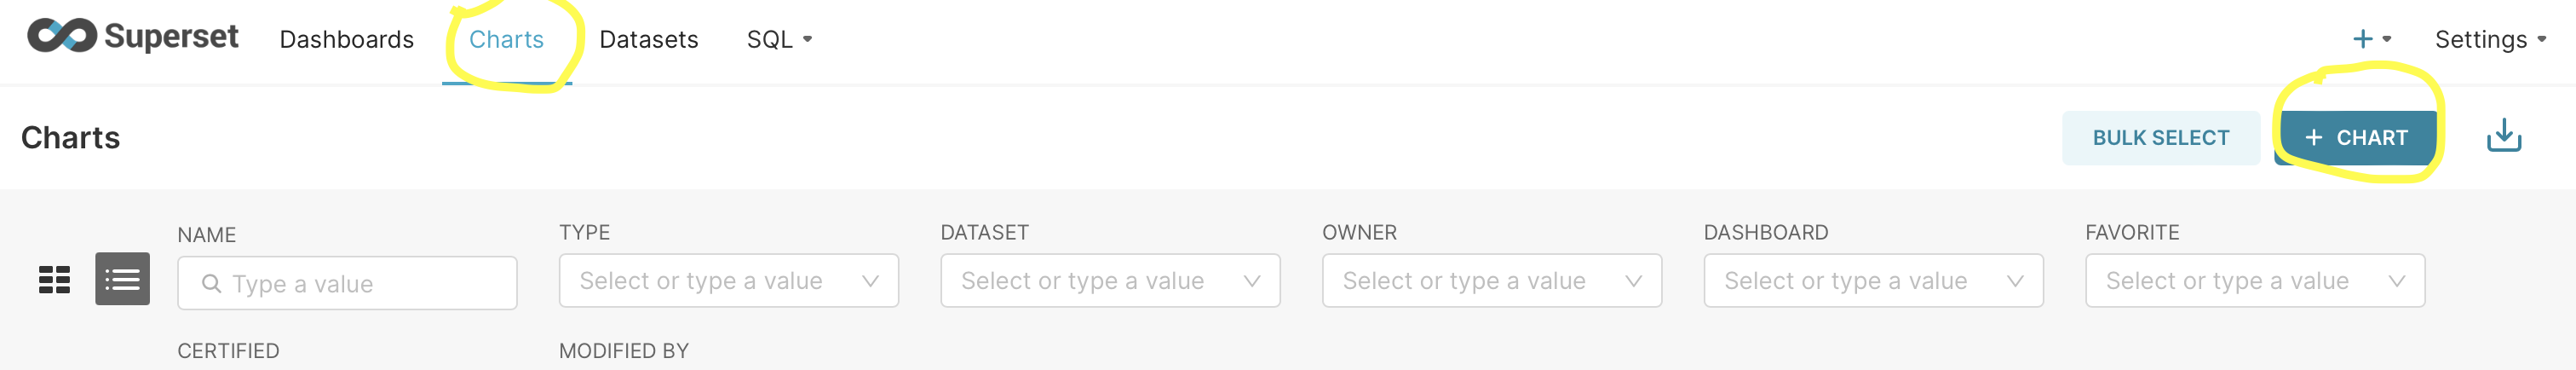 Superset Dashboards Charts Datasets SQL + Settings
Charts BULK SELECT + CHART
NAME TYPE DATASET OWNER DASHBOARD FAVORITE
Type a value Select or type a value Select or type a value Select or type a value Select or type a value Select or type a value
CERTIFIED MODIFIED BY